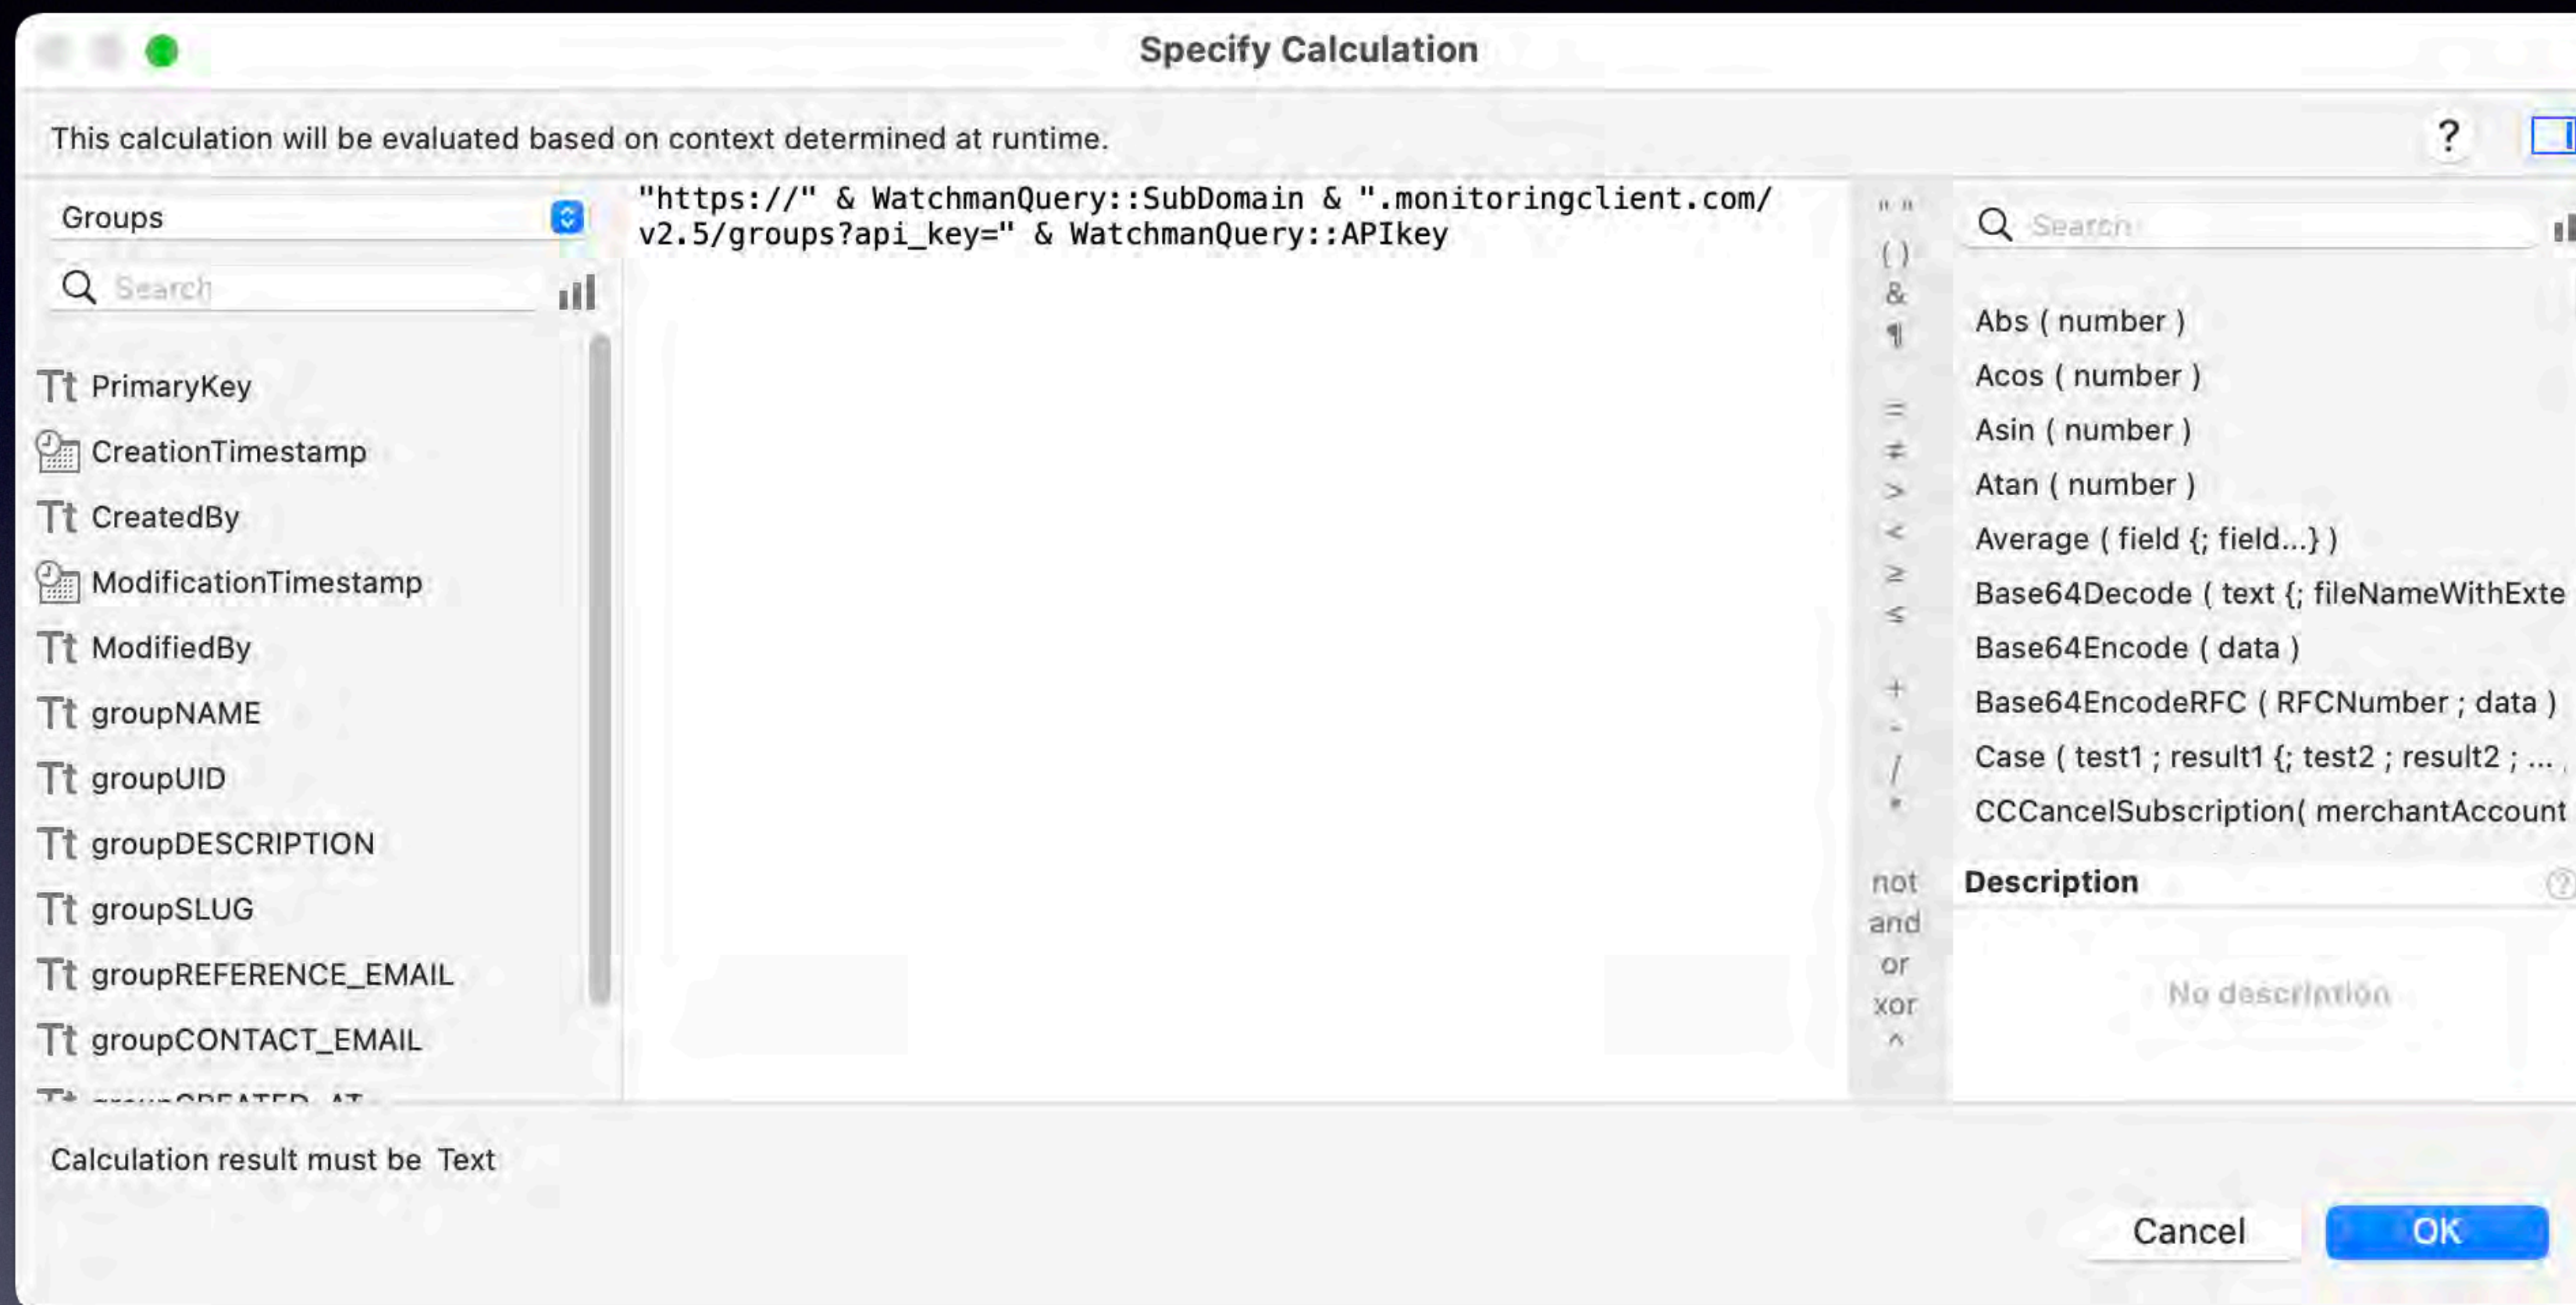 Specify Calculation
This calculation will be evaluated based on context determined at runtime.
?
Groups
Search
PrimaryKey
CreationTimestamp
CreatedBy
ModificationTimestamp
ModifiedBy
groupNAME
groupUID
groupDESCRIPTION
groupSLUG
groupREFERENCE_EMAIL
groupCONTACT_EMAIL
groupCREATED_AT
"https://" & WatchmanQuery::SubDomain & ".monitoringclient.com/
v2.5/groups?api_key=" & WatchmanQuery::APIkey
" "
( )
&
¶
=
≠
>
<
≥
≤
+
-
/
*
not
and
or
xor
^
Search
Abs ( number )
Acos ( number )
Asin ( number )
Atan ( number )
Average ( field {; field...} )
Base64Decode ( text {; fileNameWithExte
Base64Encode ( data )
Base64EncodeRFC ( RFCNumber ; data )
Case ( test1 ; result1 {; test2 ; result2 ; ...
CCCancelSubscription( merchantAccount
Description
?
No description
Calculation result must be Text
Cancel
OK